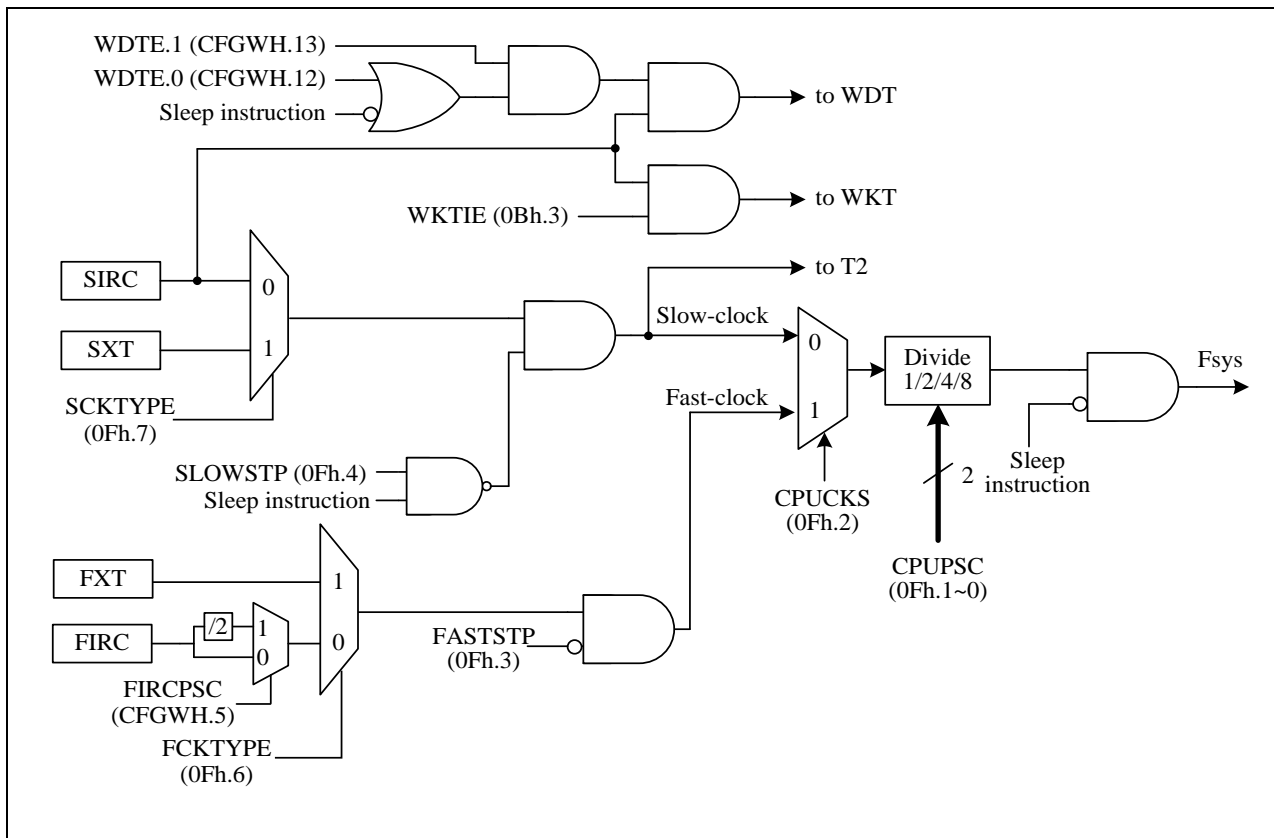 WDTE.1 (CFGWH.13)
WDTE.0 (CFGWH.12)
Sleep instruction
to WDT
WKTIE (0Bh.3)
to WKT
SIRC
0
SXT
1
SCKTYPE
(0Fh.7)
to T2
Slow-clock
0
Fast-clock
1
Divide
1/2/4/8
Fsys
SLOWSTP (0Fh.4)
Sleep instruction
CPUCKS
(0Fh.2)
2
Sleep
instruction
CPUPSC
(0Fh.1~0)
FXT
1
FIRC
/2
1
0
0
FASTSTP
(0Fh.3)
FIRCPSC
(CFGWH.5)
FCKTYPE
(0Fh.6)